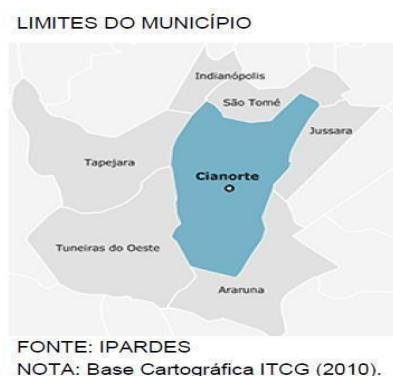 LIMITES DO MUNICÍPIO
Indianópolis
São Tomé
Jussara
Tapejara
Cianorte
Tuneiras do Oeste
Araruna
FONTE: IPARDES
NOTA: Base Cartográfica ITCG (2010).